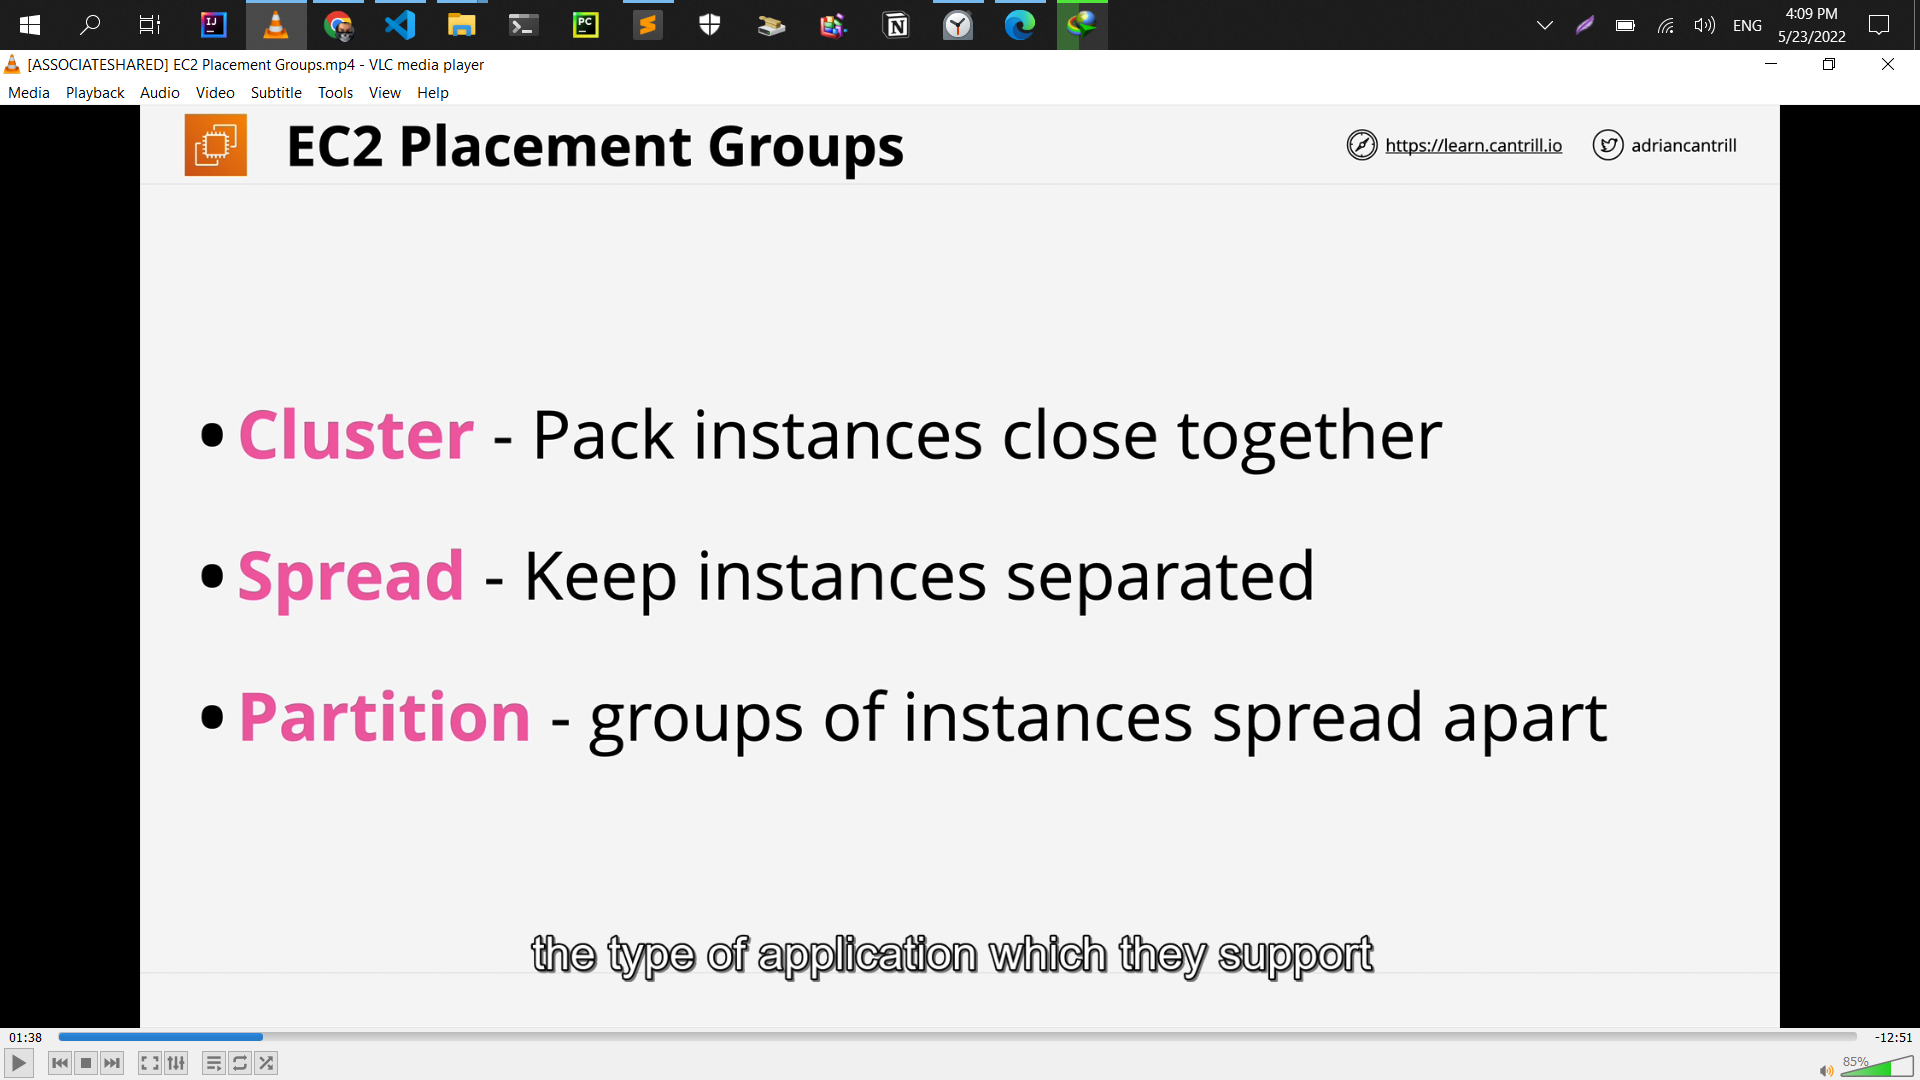 IJ
PC
ENG
4:09 PM
5/23/2022
[ASSOCIATESHARED] EC2 Placement Groups.mp4 - VLC media player
Media Playback Audio Video Subtitle Tools View Help
EC2 Placement Groups
https://learn.cantrill.io
adriancantrill
• Cluster - Pack instances close together
• Spread - Keep instances separated
• Partition - groups of instances spread apart
the type of application which they support
01:38
-12:51
85%